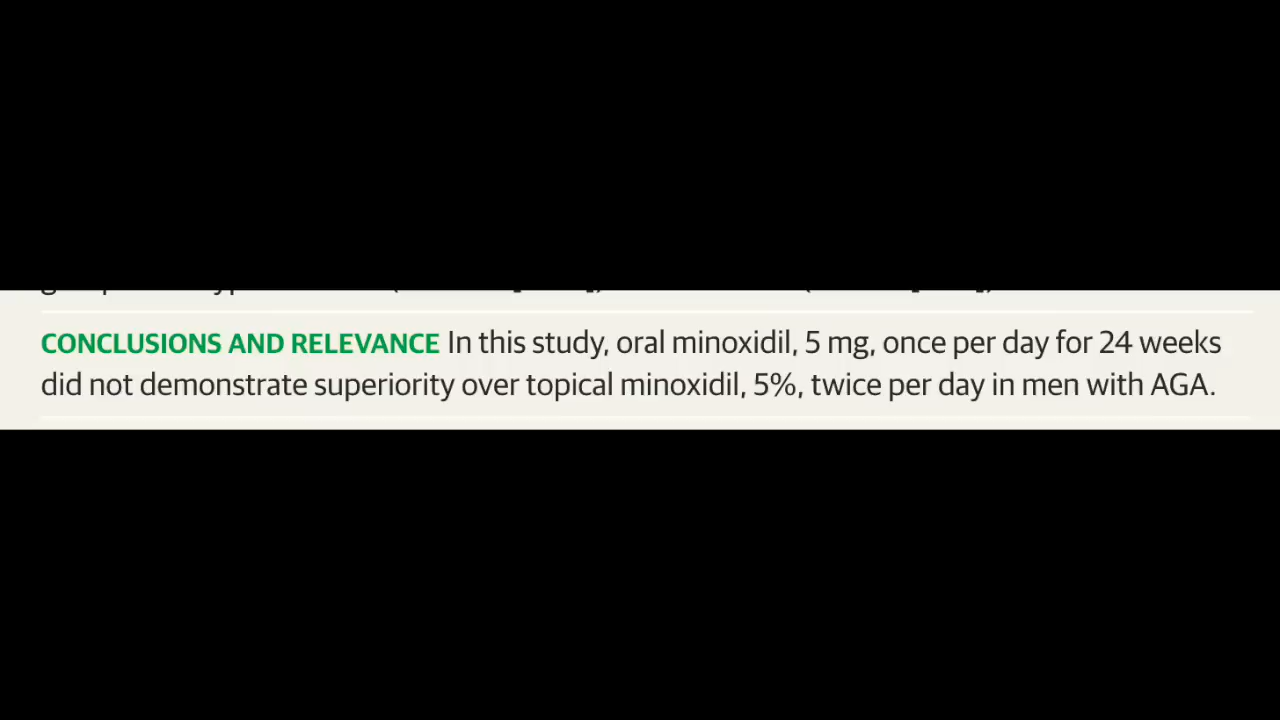 CONCLUSIONS AND RELEVANCE In this study, oral minoxidil, 5 mg, once per day for 24 weeks
did not demonstrate superiority over topical minoxidil, 5%, twice per day in men with AGA.